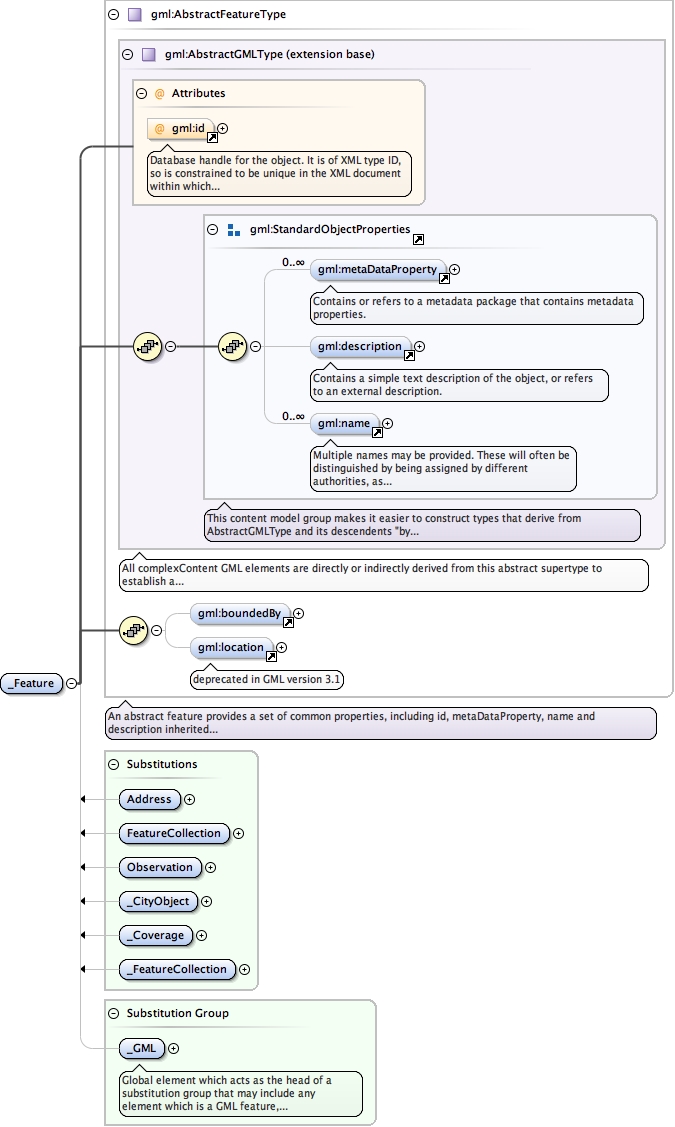 gml:AbstractFeatureType
gml:AbstractGMLType (extension base)
@ Attributes
@ gml:id
Database handle for the object. It is of XML type ID,
so is constrained to be unique in the XML document
within which...
gml:StandardObjectProperties
0..∞
gml:metaDataProperty
Contains or refers to a metadata package that contains metadata
properties.
gml:description
Contains a simple text description of the object, or refers
to an external description.
0..∞
gml:name
Multiple names may be provided. These will often be
distinguished by being assigned by different
authorities, as...
This content model group makes it easier to construct types that derive from
AbstractGMLType and its descendents "by...
All complexContent GML elements are directly or indirectly derived from this abstract supertype to
establish a...
gml:boundedBy
gml:location
deprecated in GML version 3.1
_Feature
An abstract feature provides a set of common properties, including id, metaDataProperty, name and
description inherited...
Substitutions
Address
FeatureCollection
Observation
_CityObject
_Coverage
_FeatureCollection
Substitution Group
_GML
Global element which acts as the head of a
substitution group that may include any
element which is a GML feature,...